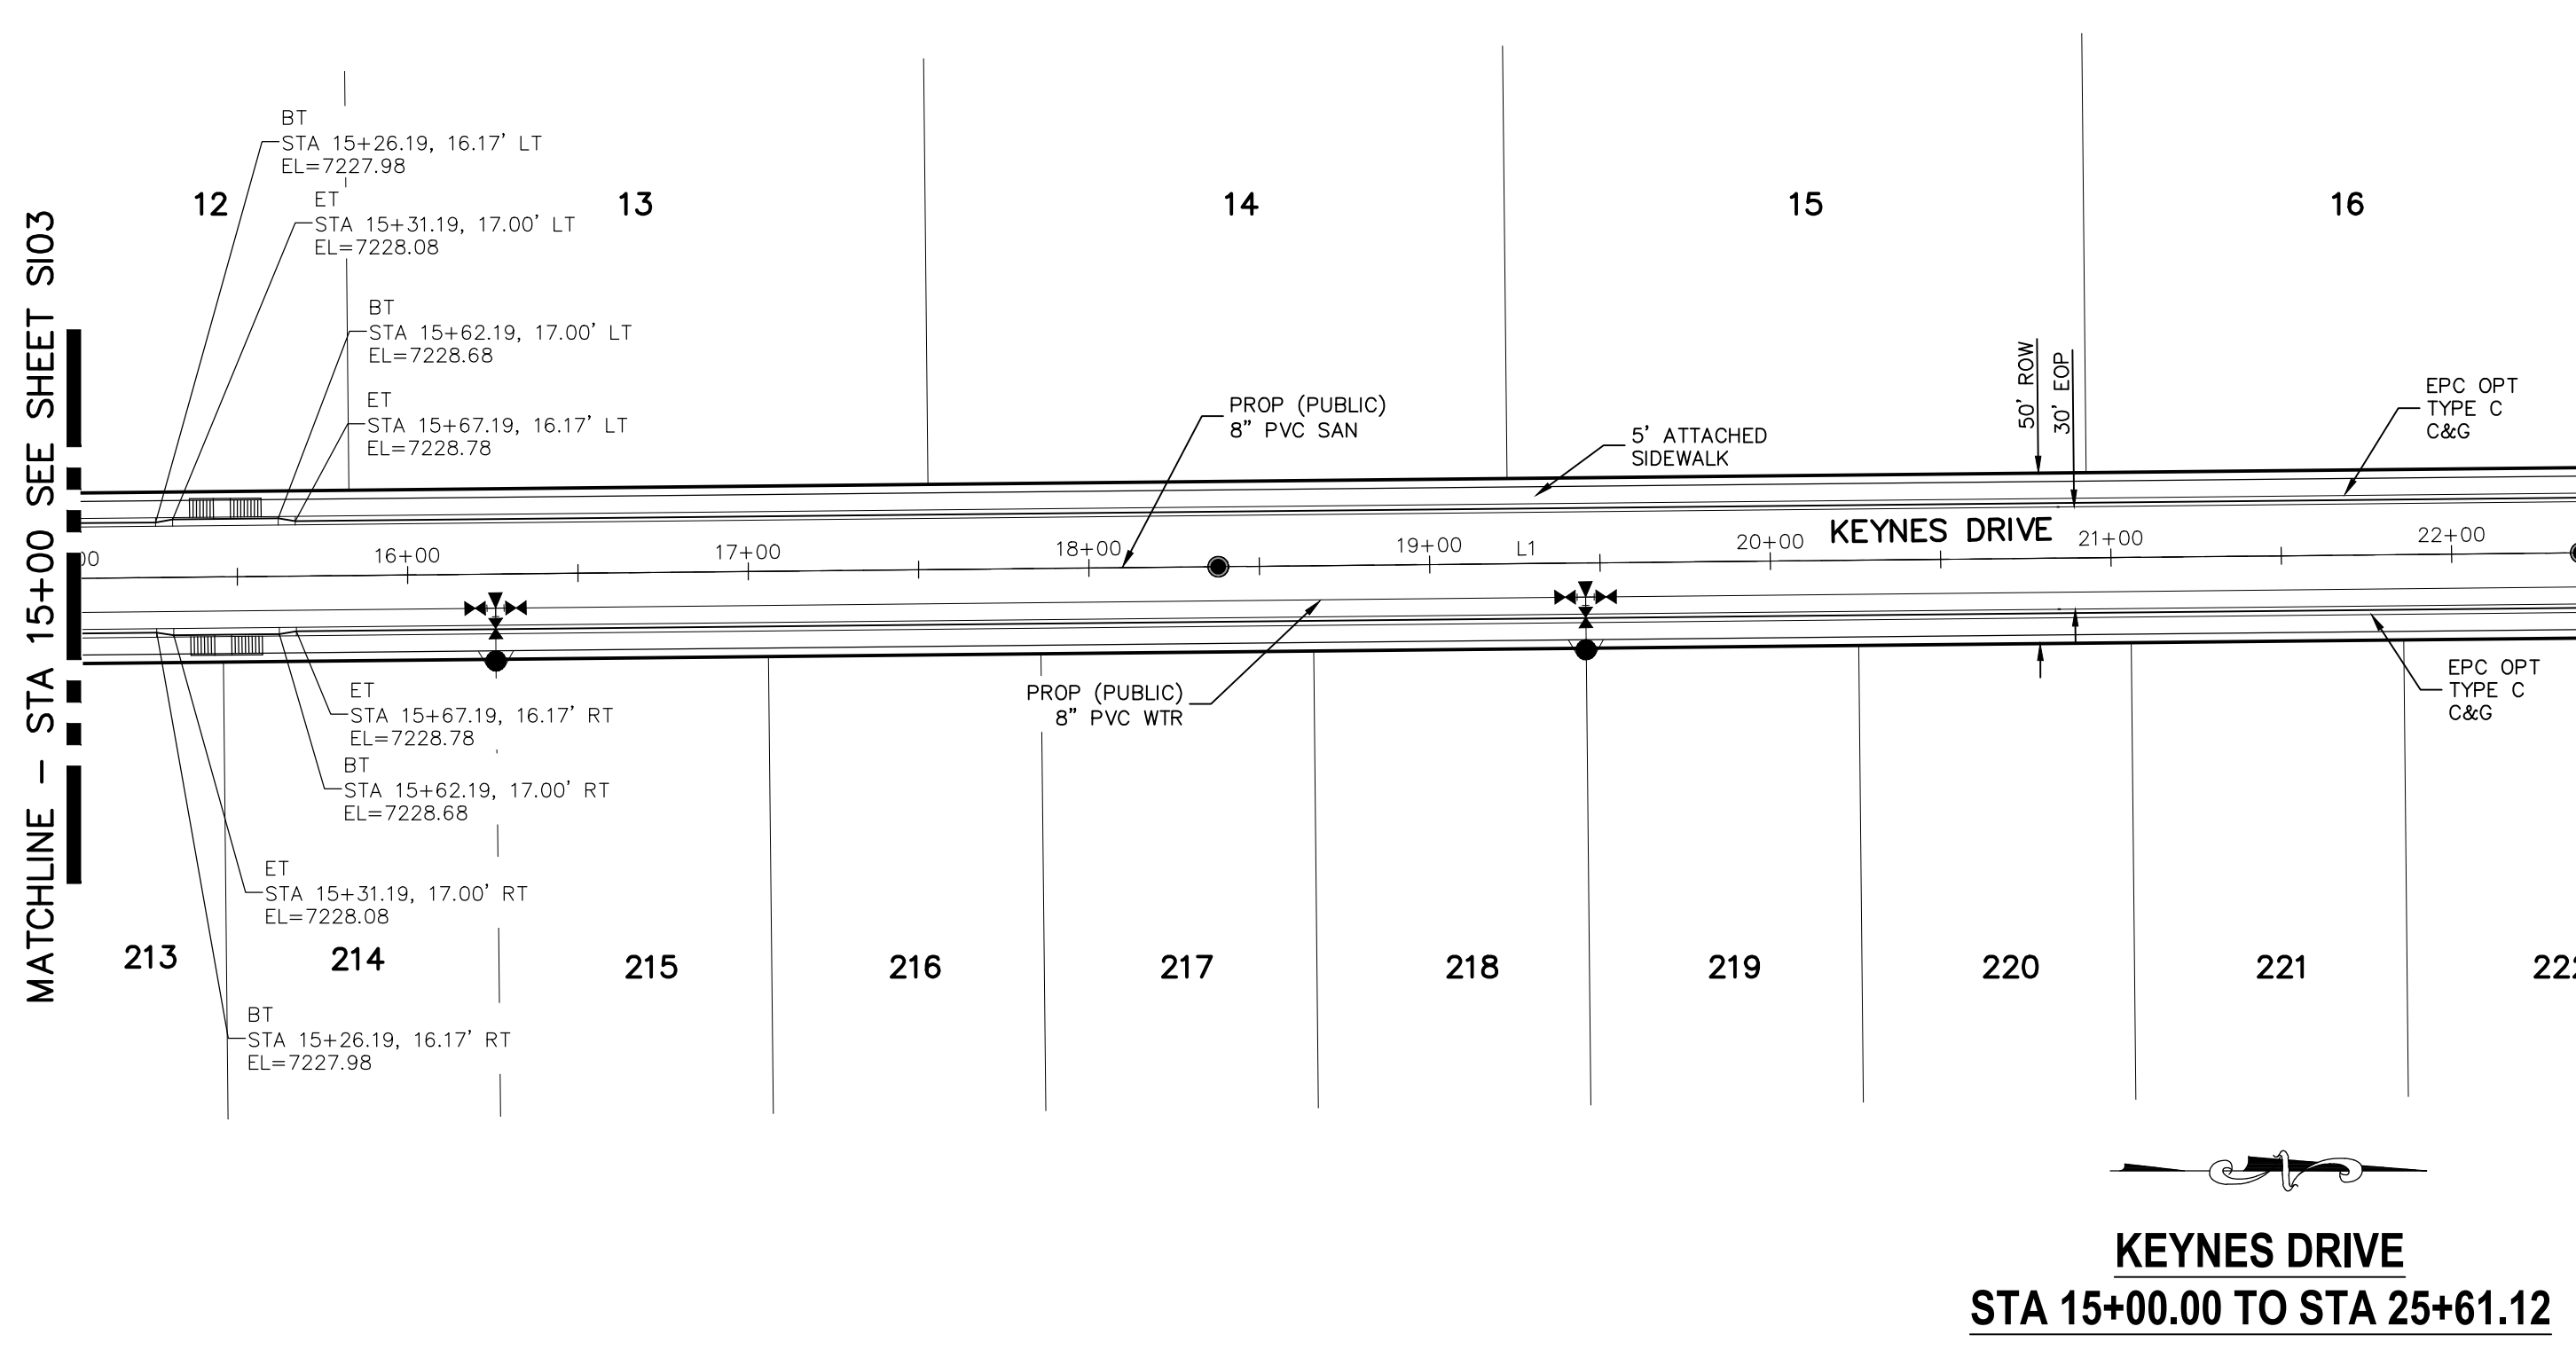 MATCHLINE – STA 15+00 SEE SHEET SI03
BT
STA 15+26.19, 16.17' LT
EL=7227.98
ET
STA 15+31.19, 17.00' LT
EL=7228.08
BT
STA 15+62.19, 17.00' LT
EL=7228.68
ET
STA 15+67.19, 16.17' LT
EL=7228.78
12
13
14
15
16
PROP (PUBLIC)
8" PVC SAN
5' ATTACHED
SIDEWALK
50' ROW
30' EOP
EPC OPT
TYPE C
C&G
KEYNES DRIVE
16+00
17+00
18+00
19+00
L1
20+00
21+00
22+00
PROP (PUBLIC)
8" PVC WTR
EPC OPT
TYPE C
C&G
ET
STA 15+67.19, 16.17' RT
EL=7228.78
BT
STA 15+62.19, 17.00' RT
EL=7228.68
ET
STA 15+31.19, 17.00' RT
EL=7228.08
213
214
215
216
217
218
219
220
221
BT
STA 15+26.19, 16.17' RT
EL=7227.98
KEYNES DRIVE
STA 15+00.00 TO STA 25+61.12